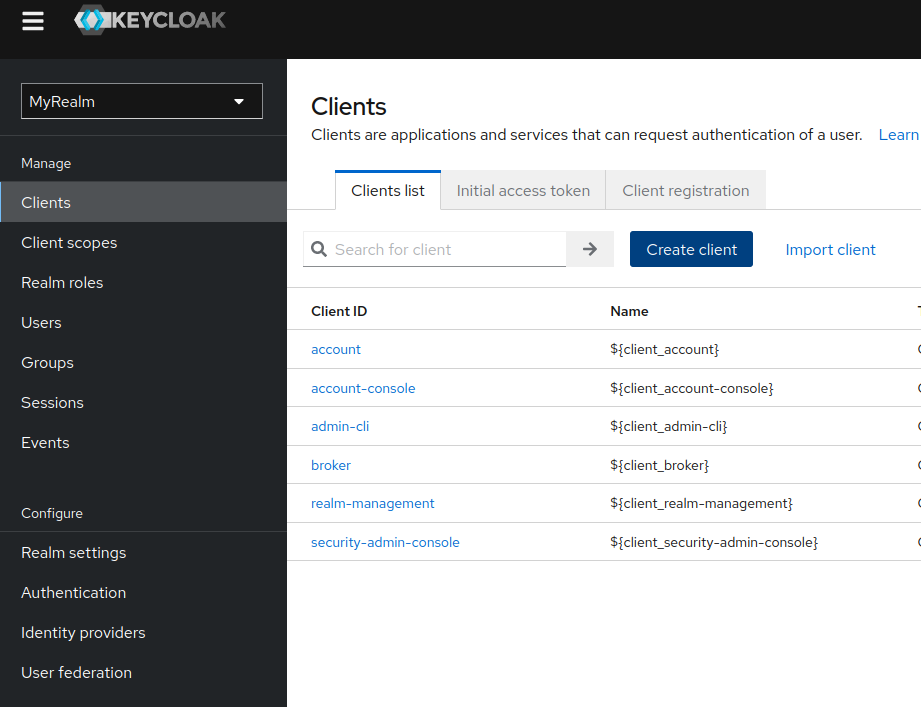 KEYCLOAK
MyRealm
Manage
Clients
Client scopes
Realm roles
Users
Groups
Sessions
Events
Configure
Realm settings
Authentication
Identity providers
User federation
Clients
Clients are applications and services that can request authentication of a user. Learn
Clients list Initial access token Client registration
Search for client Create client Import client
Client ID Name
account ${client_account}
account-console ${client_account-console}
admin-cli ${client_admin-cli}
broker ${client_broker}
realm-management ${client_realm-management}
security-admin-console ${client_security-admin-console}